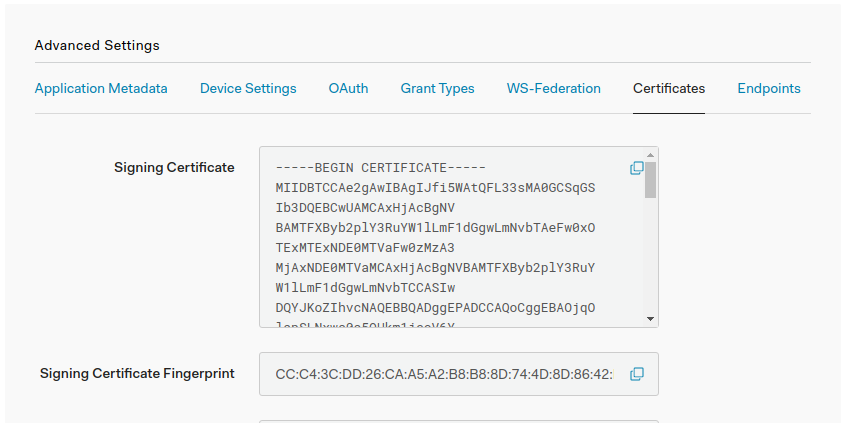 Advanced Settings
Application Metadata Device Settings OAuth Grant Types WS-Federation Certificates Endpoints
Signing Certificate
-----BEGIN CERTIFICATE-----
MIIDBTCCAe2gAwIBAgIJfi5WAtQFL33sMA0GCSqGS
Ib3DQEBCwUAMCAxHjAcBgNV
BAMTFXByb2plY3RuYW1lLmF1dGgwLmNvbTAeFw0xO
TExMTExNDE0MTVaFw0zMzA3
MjAxNDE0MTVaMCAxHjAcBgNVBAMTFXByb2plY3RuY
W1lLmF1dGgwLmNvbTCCASIw
DQYJKoZIhvcNAQEBBQADggEPADCCAQoCggEBAOjqO
Signing Certificate Fingerprint
CC:C4:3C:DD:26:CA:A5:A2:B8:B8:8D:74:4D:8D:86:42: